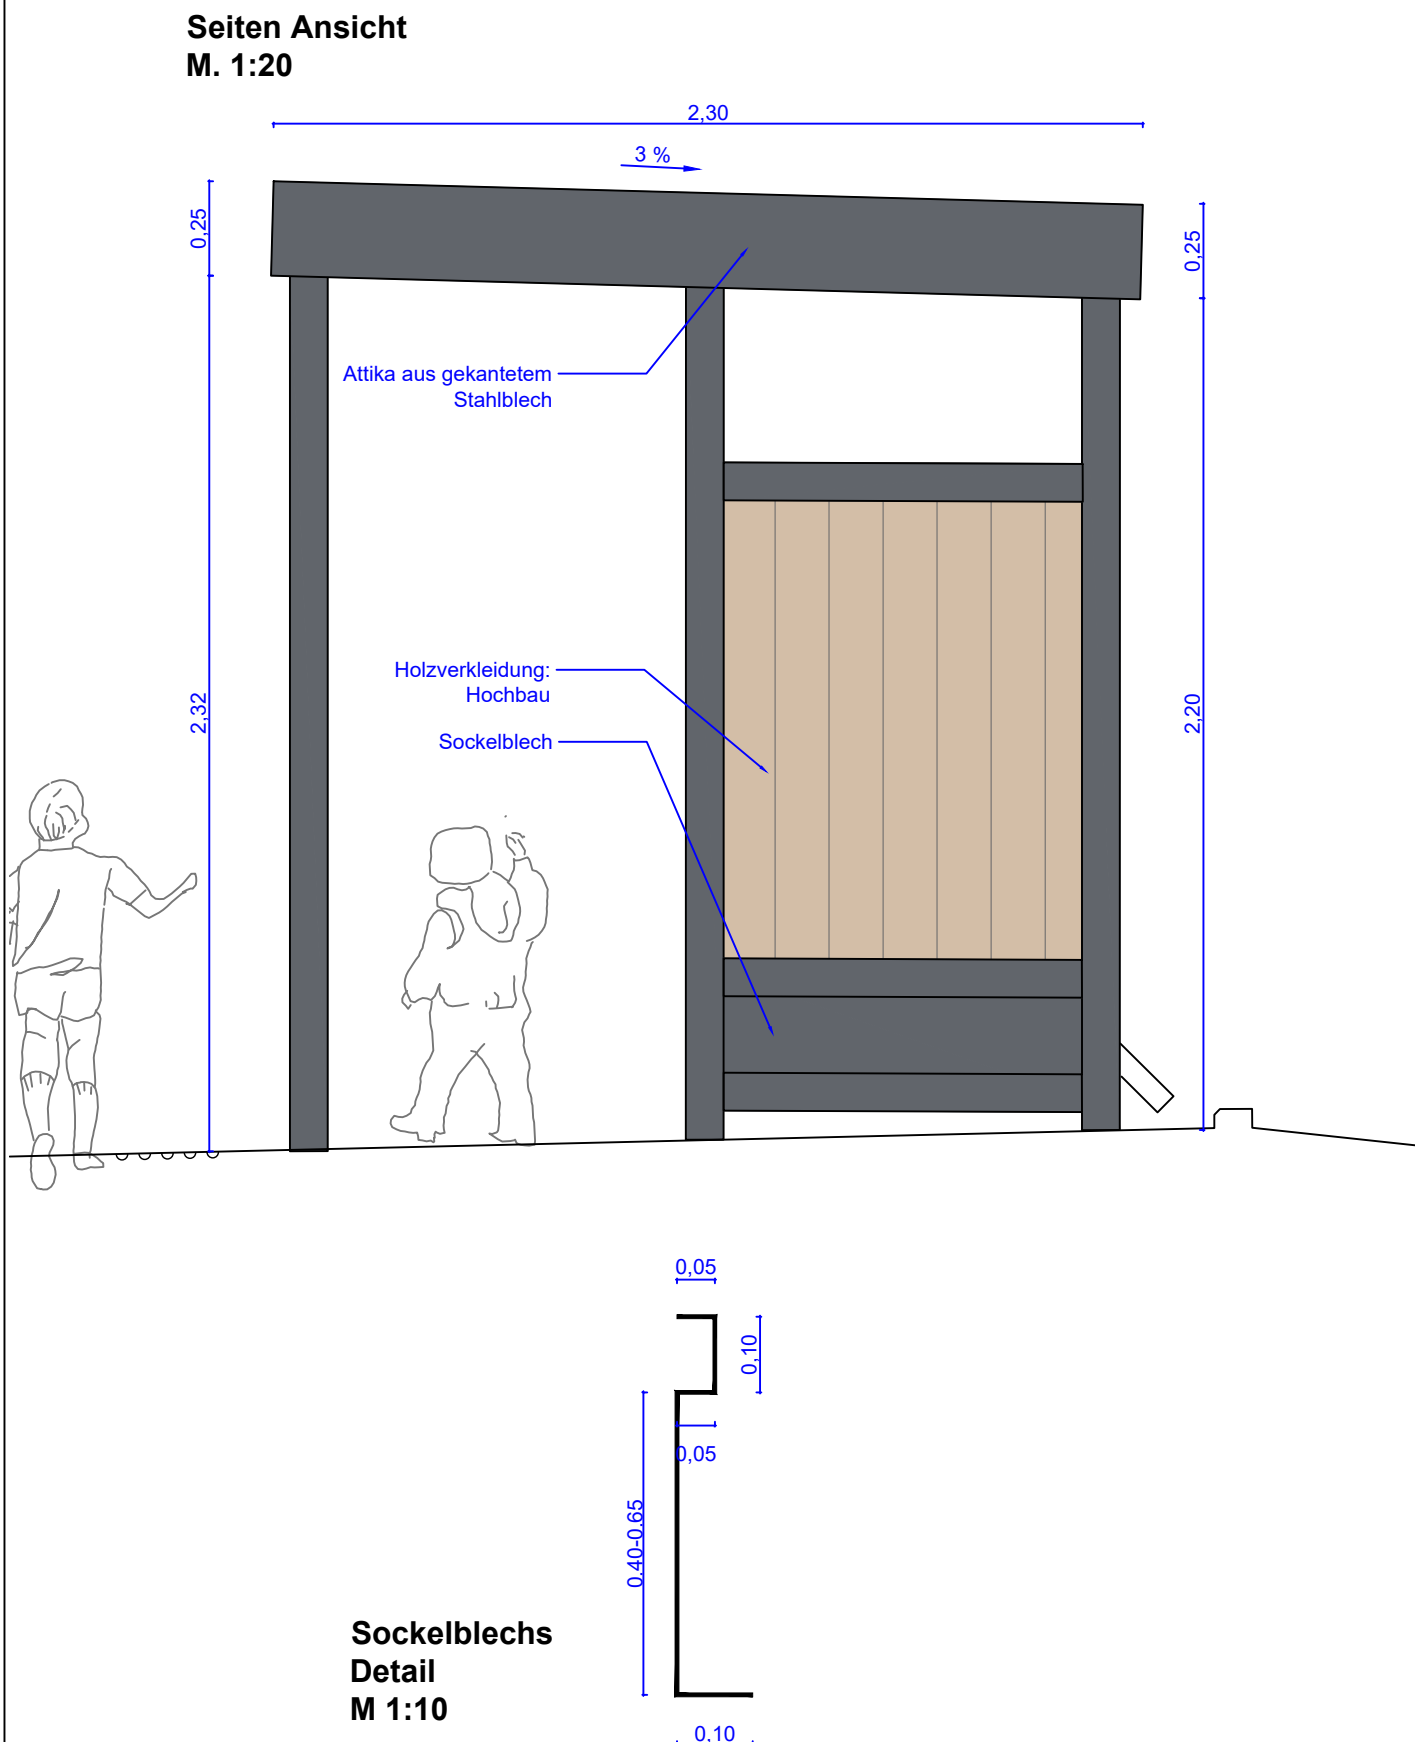 Seiten Ansicht
M. 1:20
2,30
3 %
0,25
0,25
Attika aus gekantetem
Stahlblech
Holzverkleidung:
Hochbau
2,32
2,20
Sockelblech
0,05
0,10
0,05
0.40-0.65
Sockelblechs
Detail
M 1:10
0,10